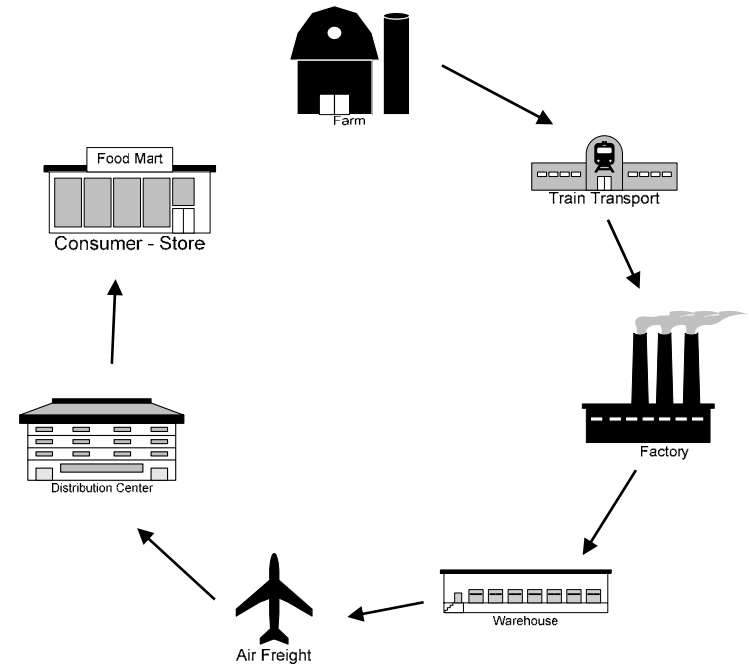 Farm
Train Transport
Factory
Warehouse
Air Freight
Distribution Center
Food Mart
Consumer - Store